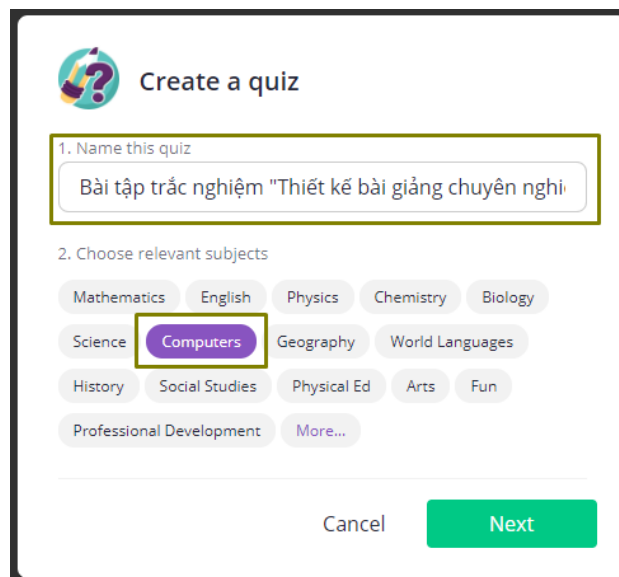 Create a quiz
1. Name this quiz
Bài tập trắc nghiệm "Thiết kế bài giảng chuyên nghi
2. Choose relevant subjects
Mathematics English Physics Chemistry Biology
Science Computers Geography World Languages
History Social Studies Physical Ed Arts Fun
Professional Development More...
Cancel Next